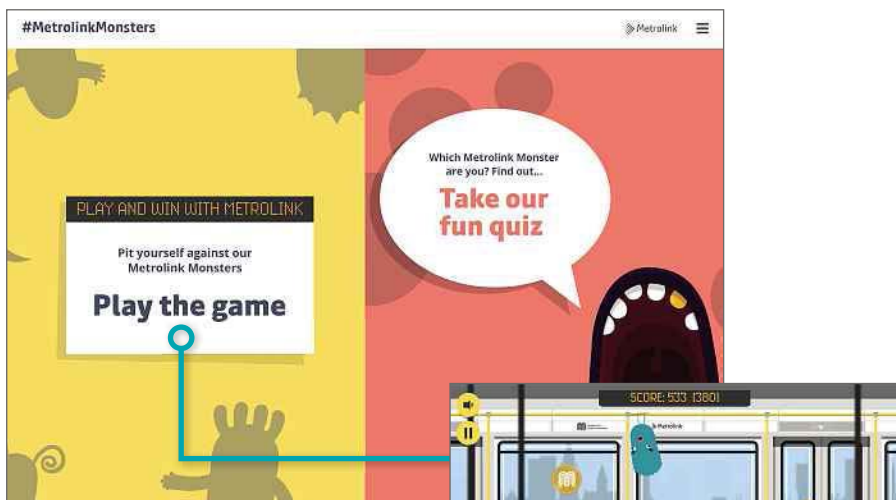 #MetrolinkMonsters
Metrolink
PLAY AND WIN WITH METROLINK
Pit yourself against our
Metrolink Monsters
Play the game
Which Metrolink Monster
are you? Find out...
Take our
fun quiz
SCORE: 533 (380)
Metrolink